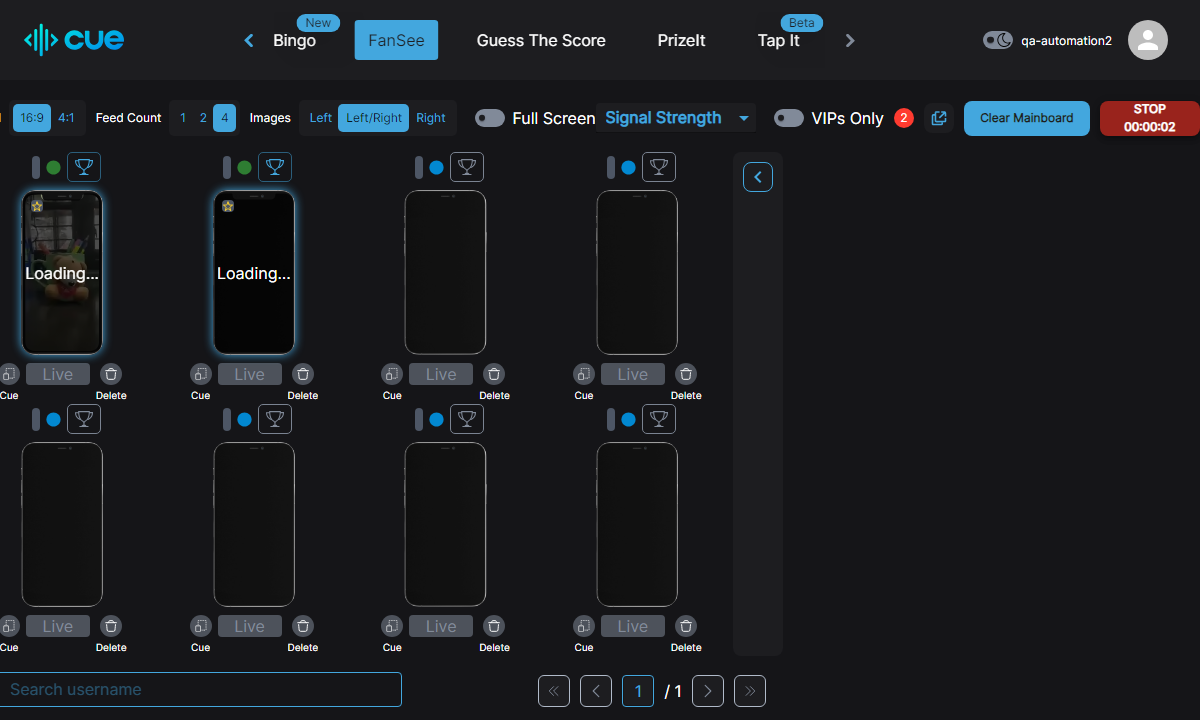 cue
Bingo
New
FanSee
Guess The Score
PrizeIt
Tap It
Beta
qa-automation2
16:9
4:1
Feed Count
1
2
4
Images
Left
Left/Right
Right
Full Screen
Signal Strength
VIPs Only
2
Clear Mainboard
STOP
00:00:02
Loading...
Loading...
Live
Live
Live
Live
Cue
Delete
Cue
Delete
Cue
Delete
Cue
Delete
Live
Live
Live
Live
Cue
Delete
Cue
Delete
Cue
Delete
Cue
Delete
Search username
1
/ 1